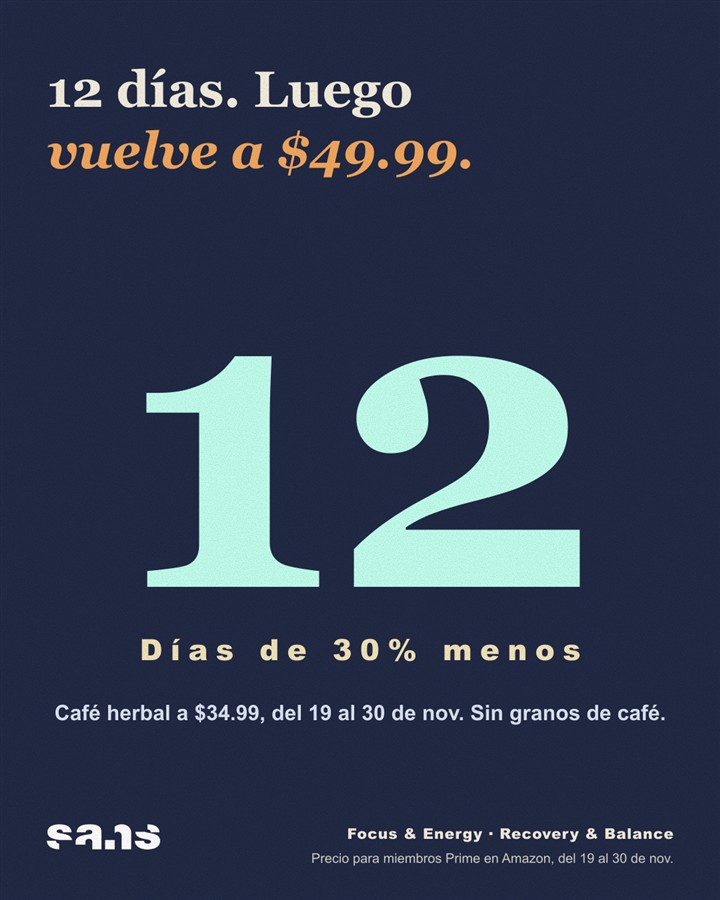 12 días. Luego
vuelve a $49.99.
12
Días de 30% menos
Café herbal a $34.99, del 19 al 30 de nov. Sin granos de café.
sans
Focus & Energy · Recovery & Balance
Precio para miembros Prime en Amazon, del 19 al 30 de nov.